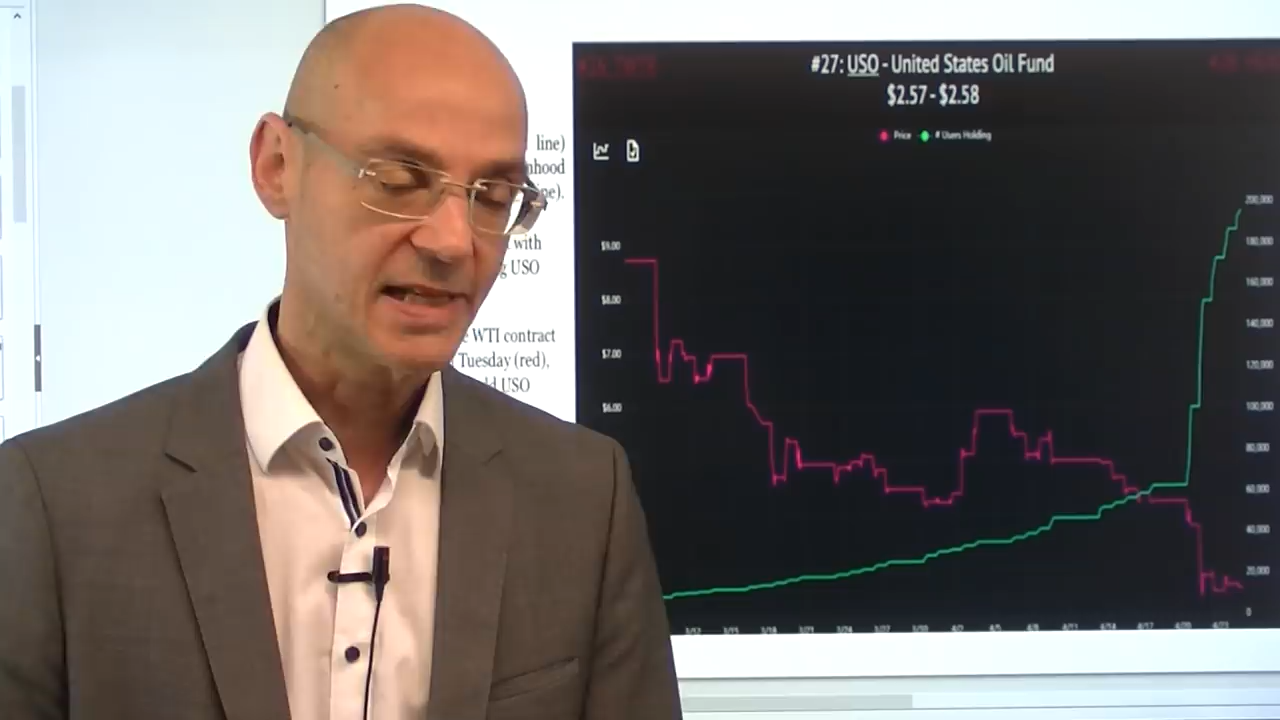 line)
ine).
with
USO
WTI contract
Tuesday (red),
USO
#27: USO - United States Oil Fund
$2.57 - $2.58
Price
# Users Holding
$9.00
$8.00
$7.00
$6.00
200,000
180,000
160,000
140,000
120,000
100,000
80,000
60,000
40,000
20,000
0